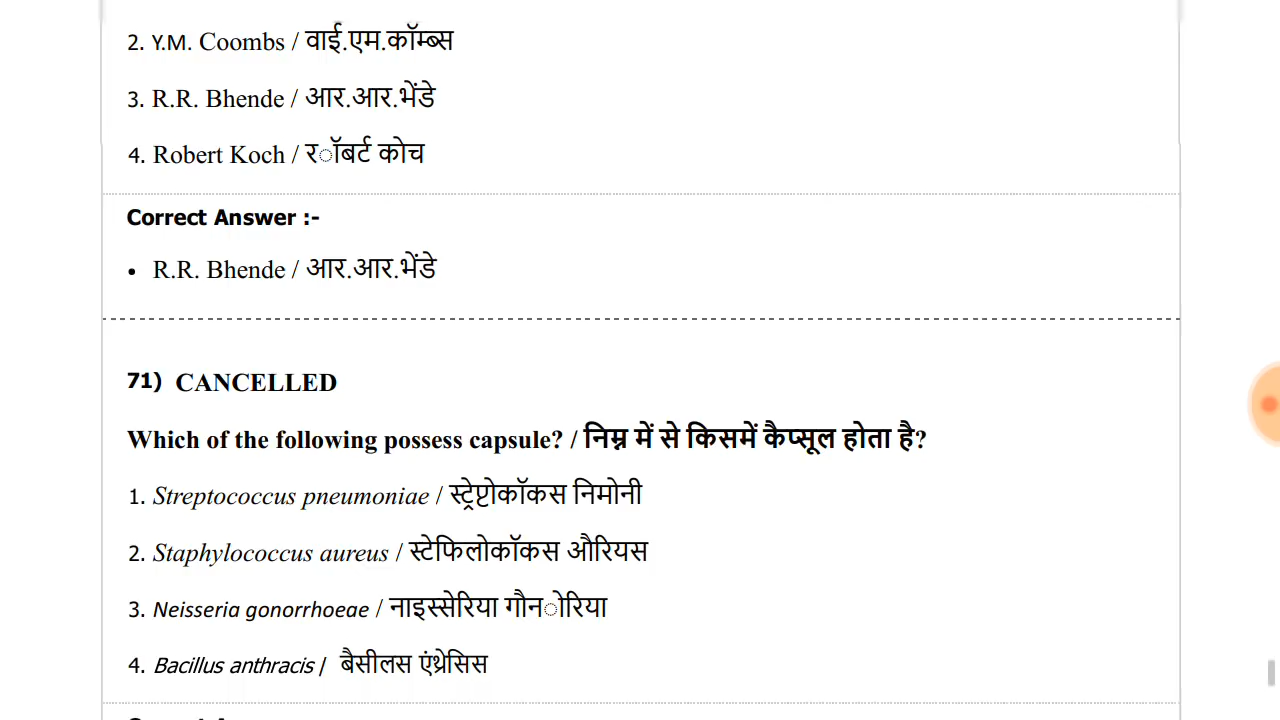 2. Y.M. Coombs / वाई.एम.कॉम्ब्स
3. R.R. Bhende / आर.आर.भेंडे
4. Robert Koch / रॉबर्ट कोच
Correct Answer :-
• R.R. Bhende / आर.आर.भेंडे
71) CANCELLED
Which of the following possess capsule? / निम्न में से किसमें कैप्सूल होता है?
1. Streptococcus pneumoniae / स्ट्रेप्टोकॉकस निमोनी
2. Staphylococcus aureus / स्टेफिलोकॉकस औरियस
3. Neisseria gonorrhoeae / नाइस्सेरिया गौनोरिया
4. Bacillus anthracis / बैसीलस एंथ्रेसिस